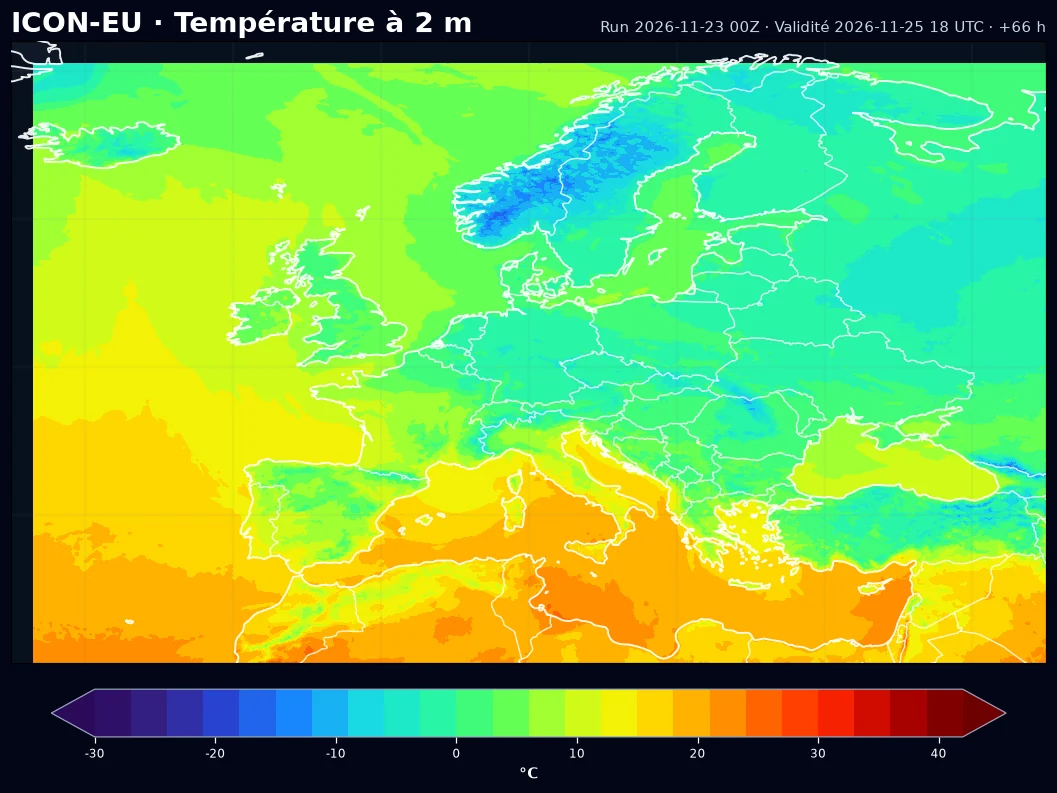 ICON-EU · Température à 2 m
Run 2026-11-23 00Z · Validité 2026-11-25 18 UTC · +66 h
-30 -20 -10 0 10 20 30 40
°C